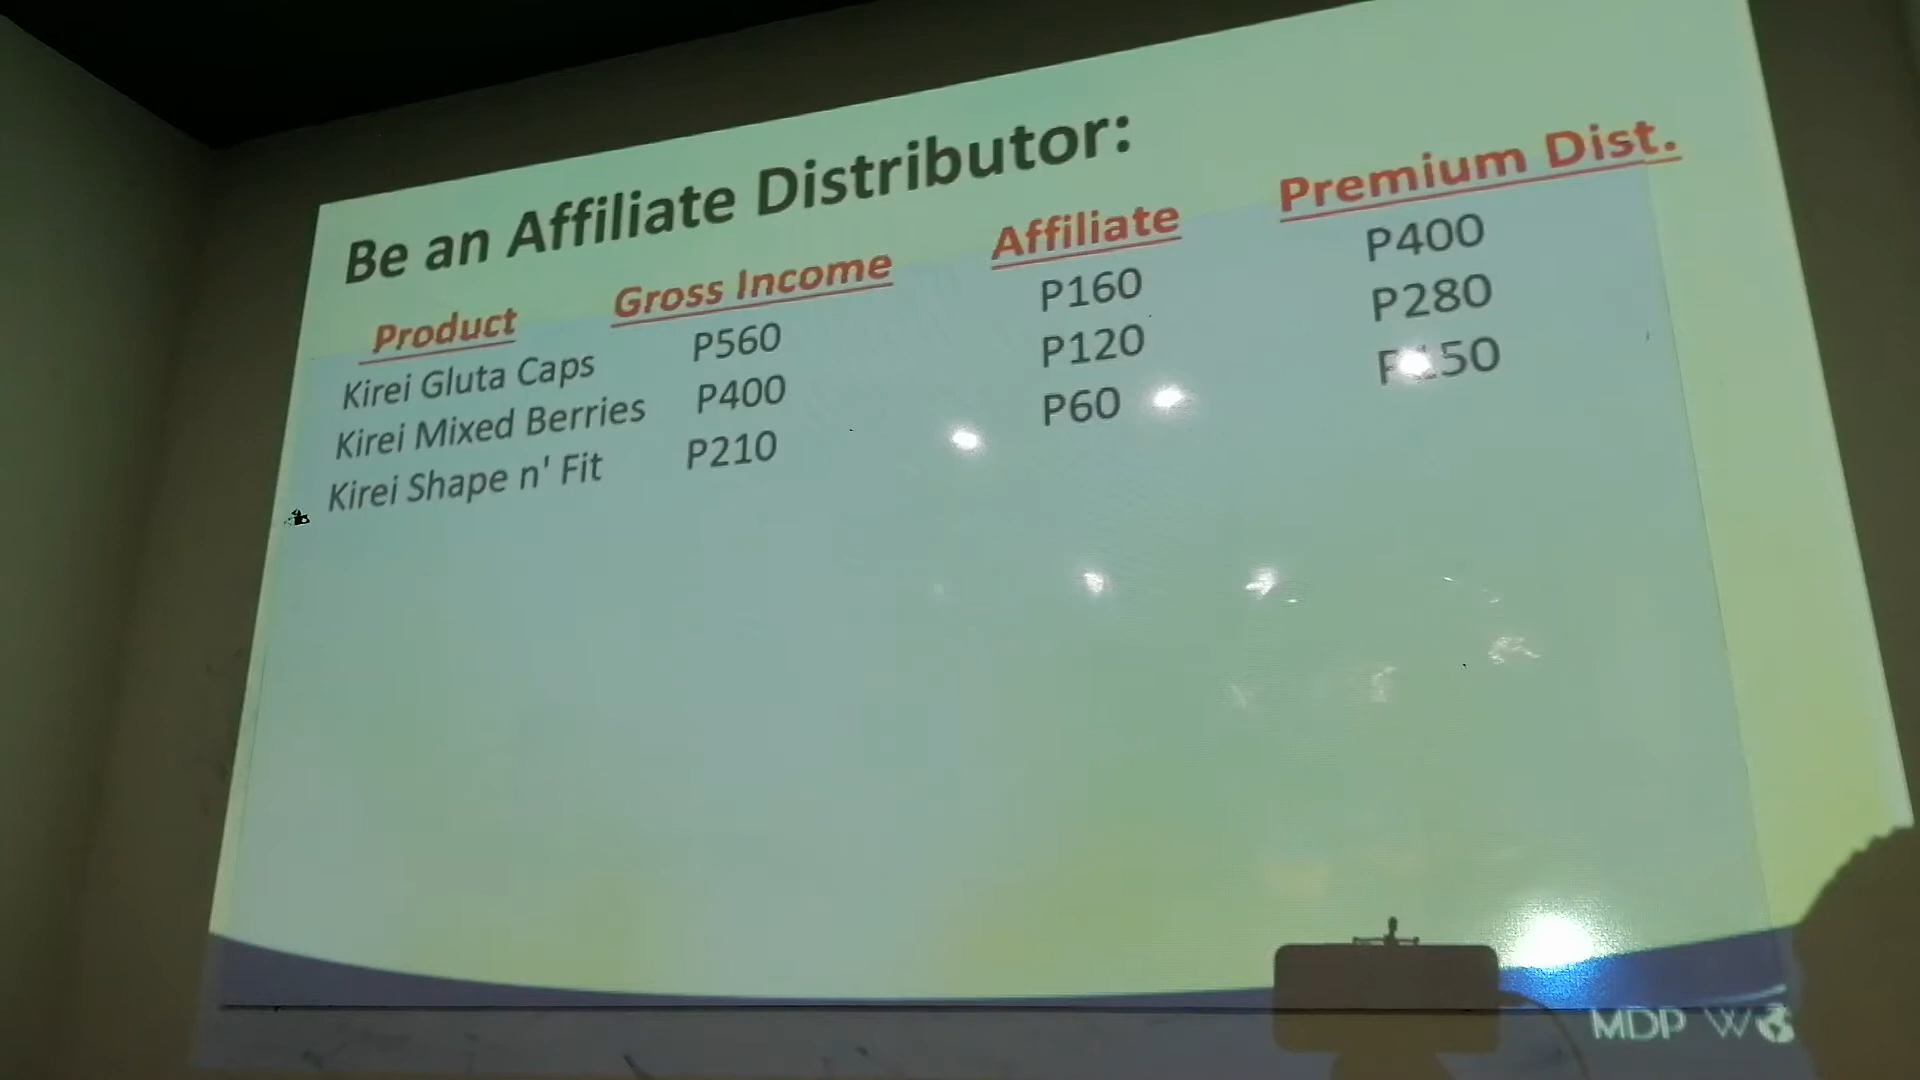 Be an Affiliate Distributor:
Product Gross Income Affiliate Premium Dist.
Kirei Gluta Caps P560 P160 P400
Kirei Mixed Berries P400 P120 P280
Kirei Shape n' Fit P210 P60 P150
MDP